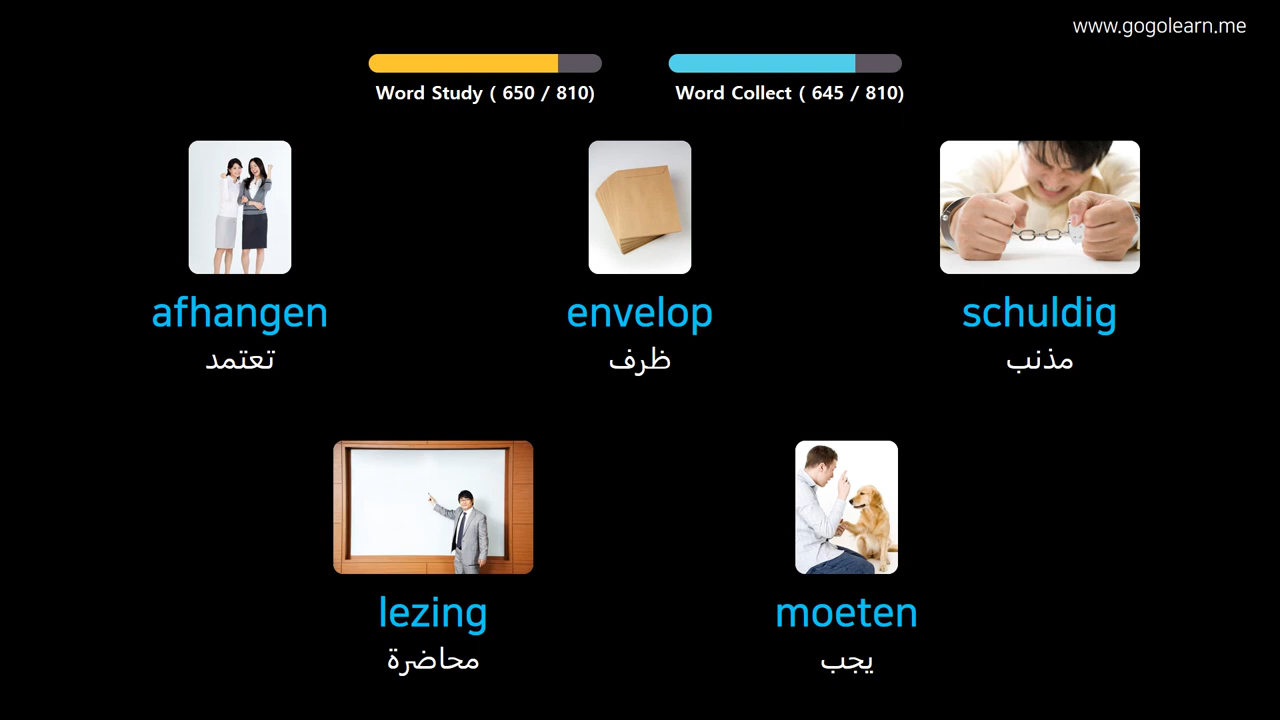 www.gogolearn.me
Word Study ( 650 / 810)
Word Collect ( 645 / 810)
afhangen
تعتمد
envelop
ظرف
schuldig
مذنب
lezing
محاضرة
moeten
يجب